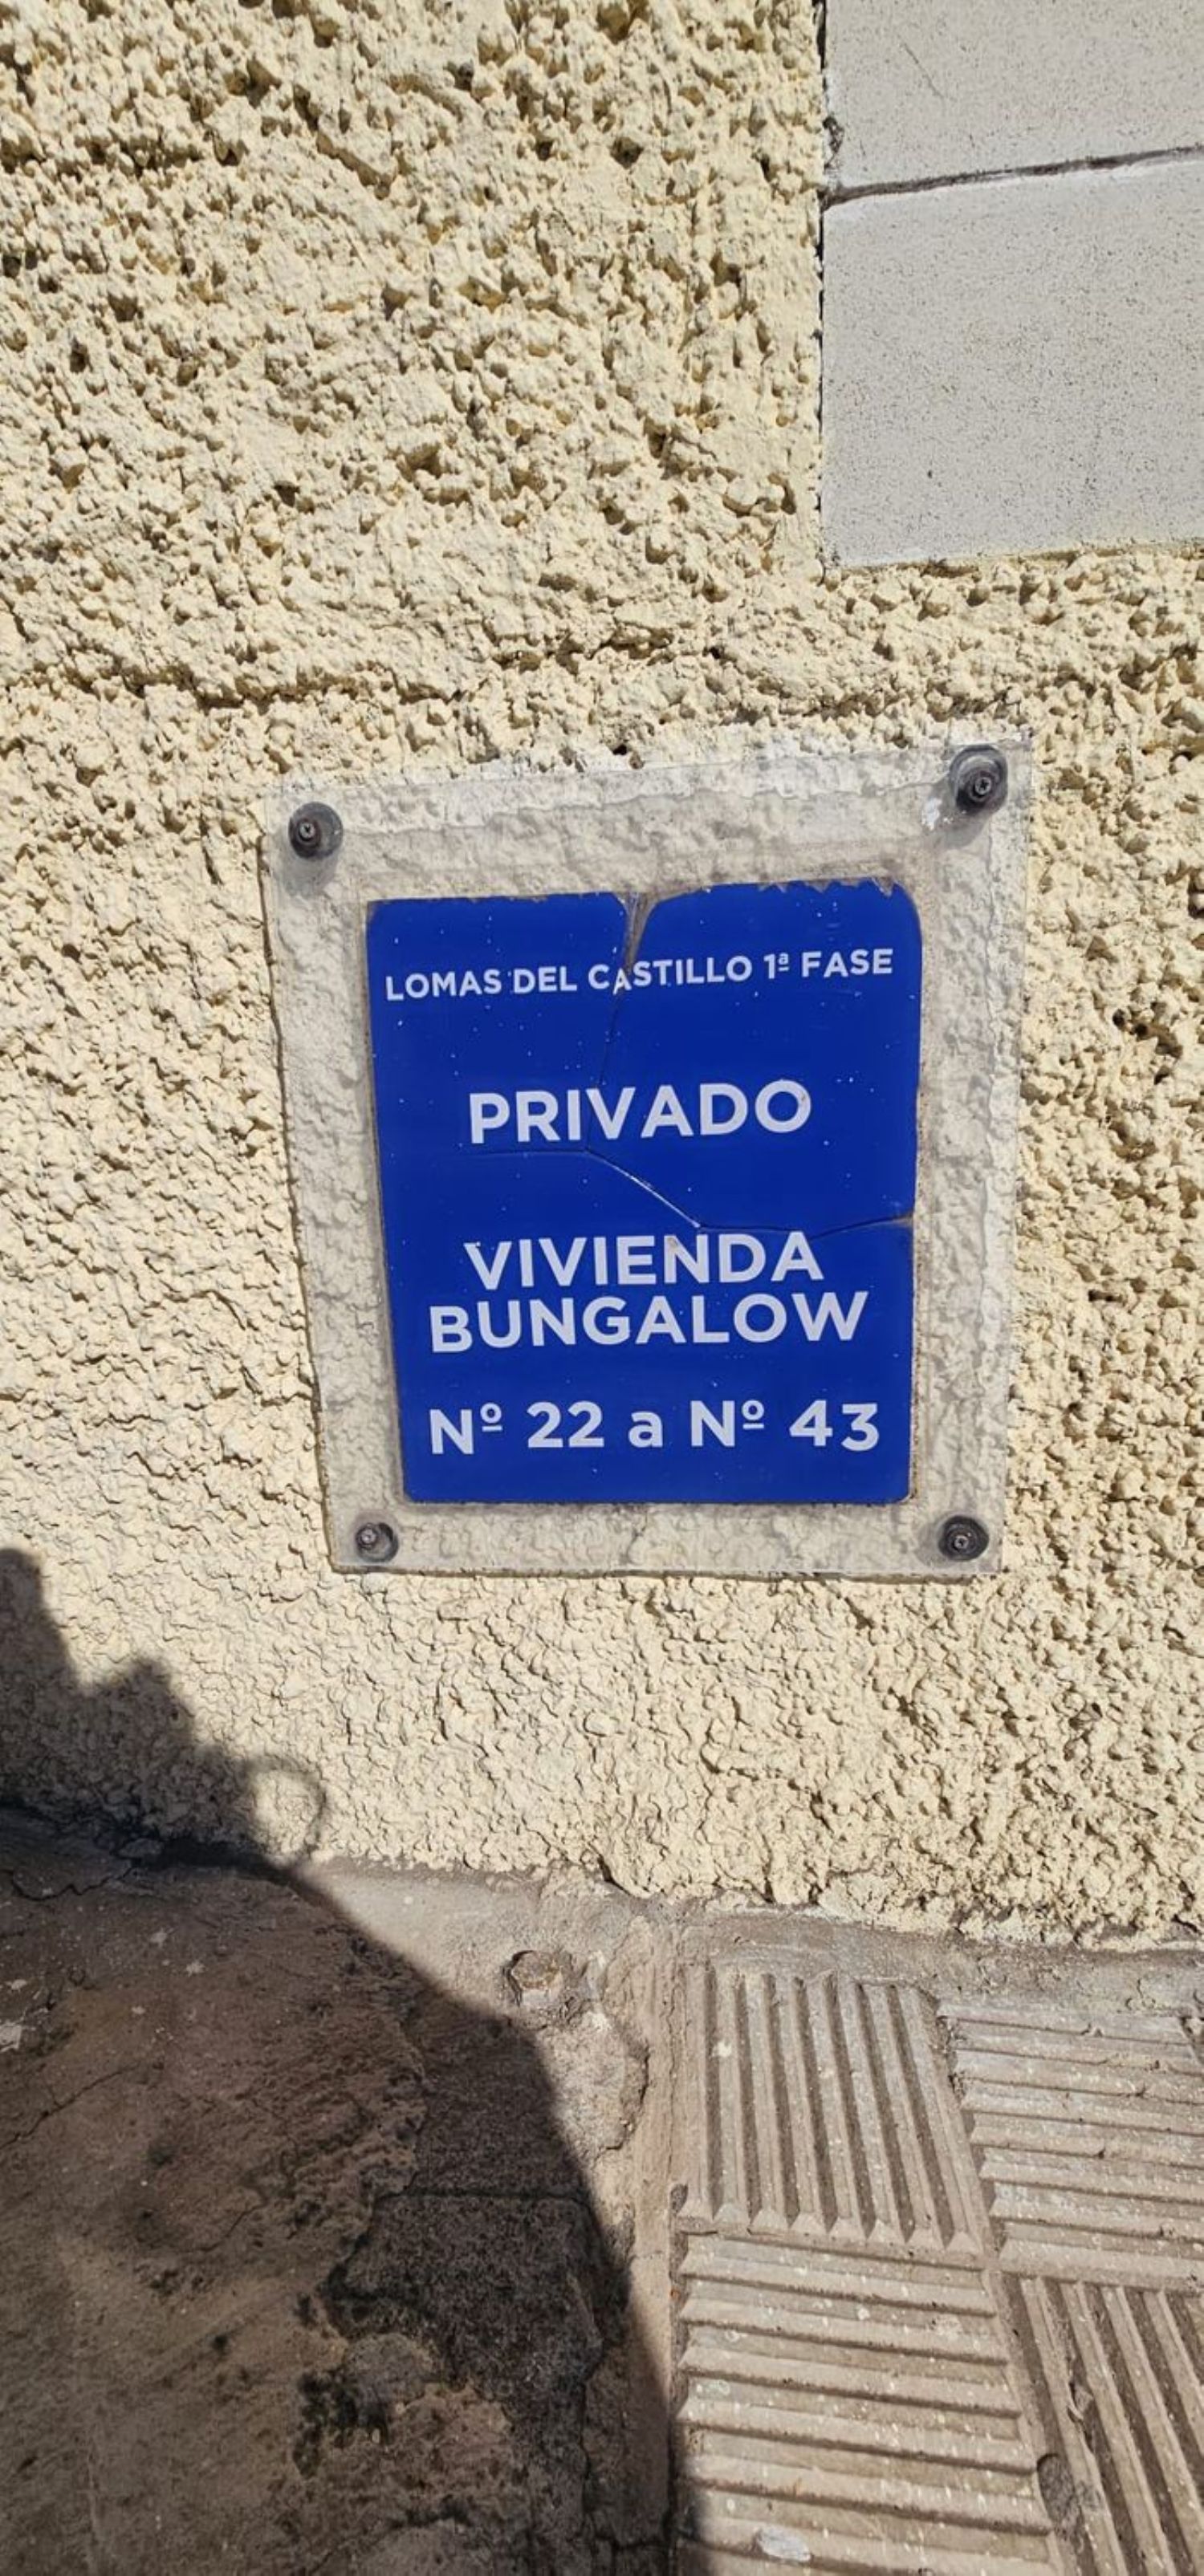 LOMAS DEL CASTILLO 1ª FASE
PRIVADO
VIVIENDA
BUNGALOW
Nº 22 a Nº 43